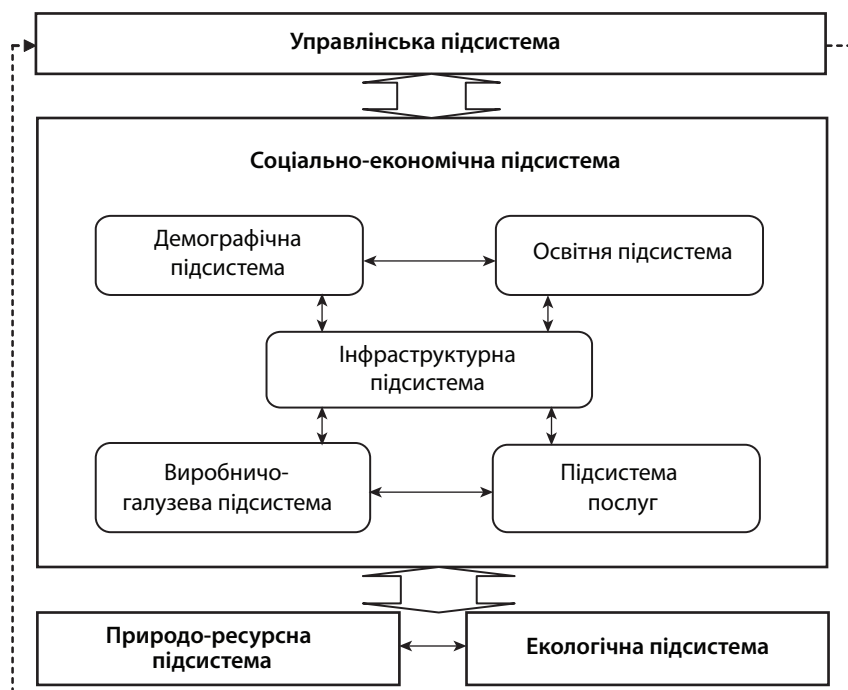 Управлінська підсистема
Соціально-економічна підсистема
Демографічна
підсистема
Освітня підсистема
Інфраструктурна
підсистема
Виробничо-
галузева підсистема
Підсистема
послуг
Природо-ресурсна
підсистема
Екологічна підсистема